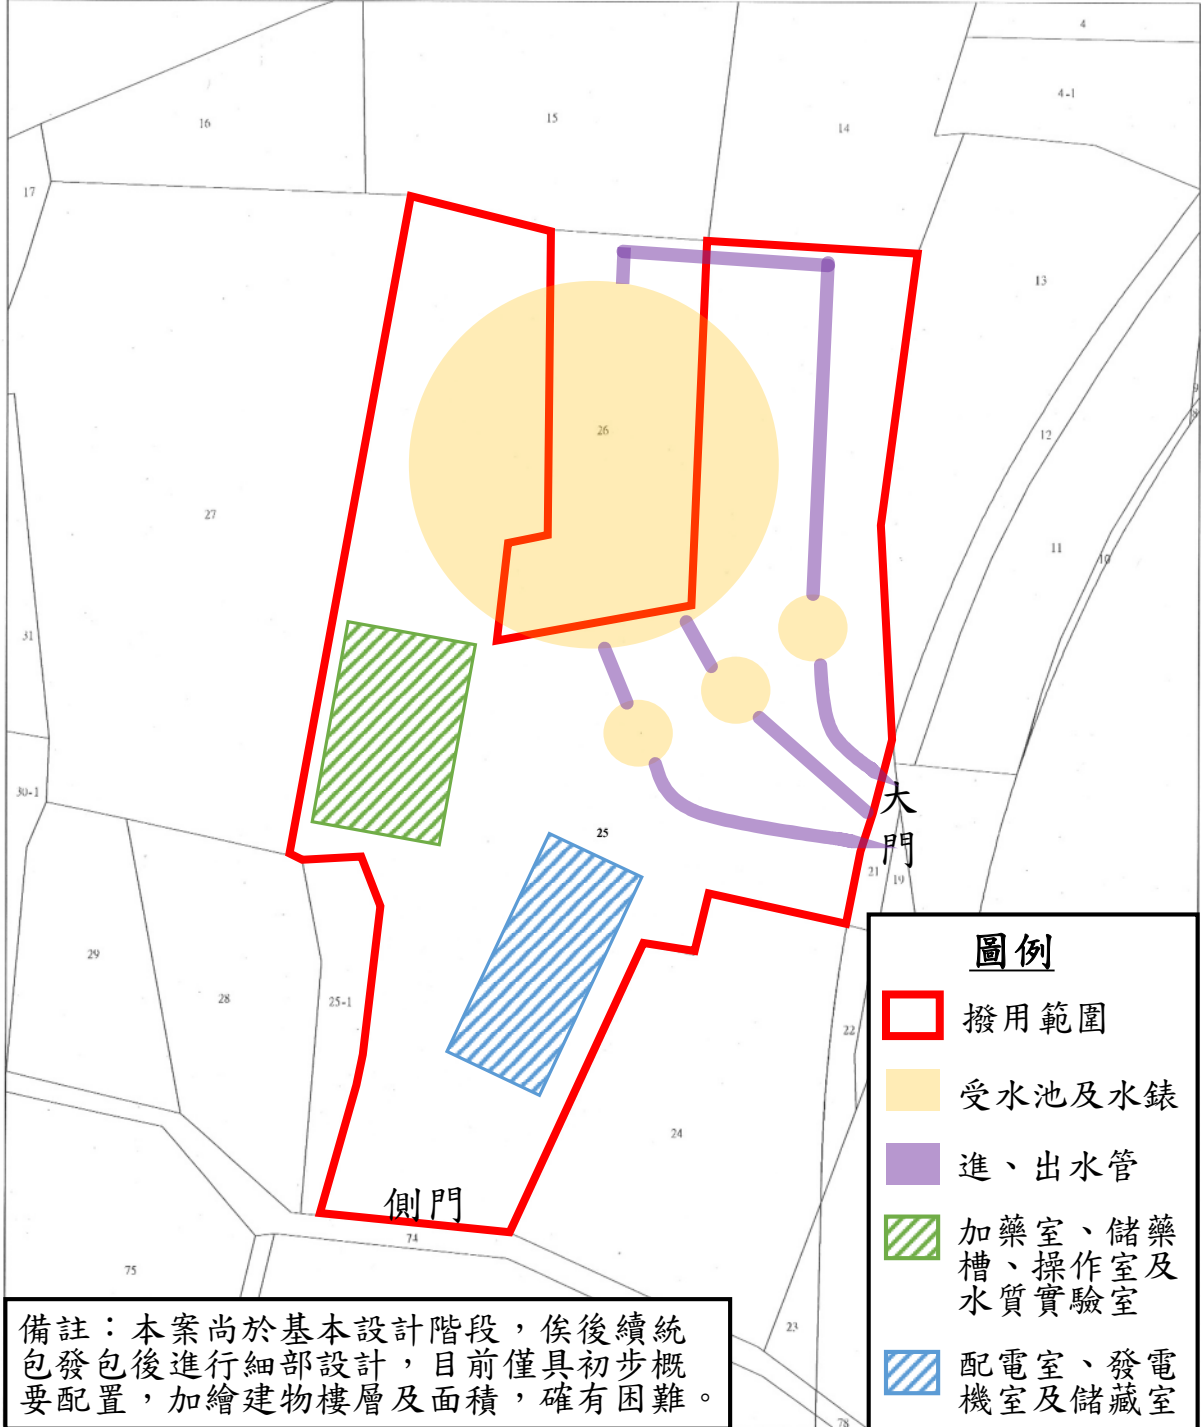 4
4-1
16
15
14
17
13
9
8
26
12
27
11
10
31
30-1
大
門
25
21
19
29
28
25-1
22
24
側門
74
75
23
78
圖例
撥用範圍
受水池及水錶
進、出水管
加藥室、儲藥
槽、操作室及
水質實驗室
配電室、發電
機室及儲藏室
備註：本案尚於基本設計階段，俟後續統
包發包後進行細部設計，目前僅具初步概
要配置，加繪建物樓層及面積，確有困難。